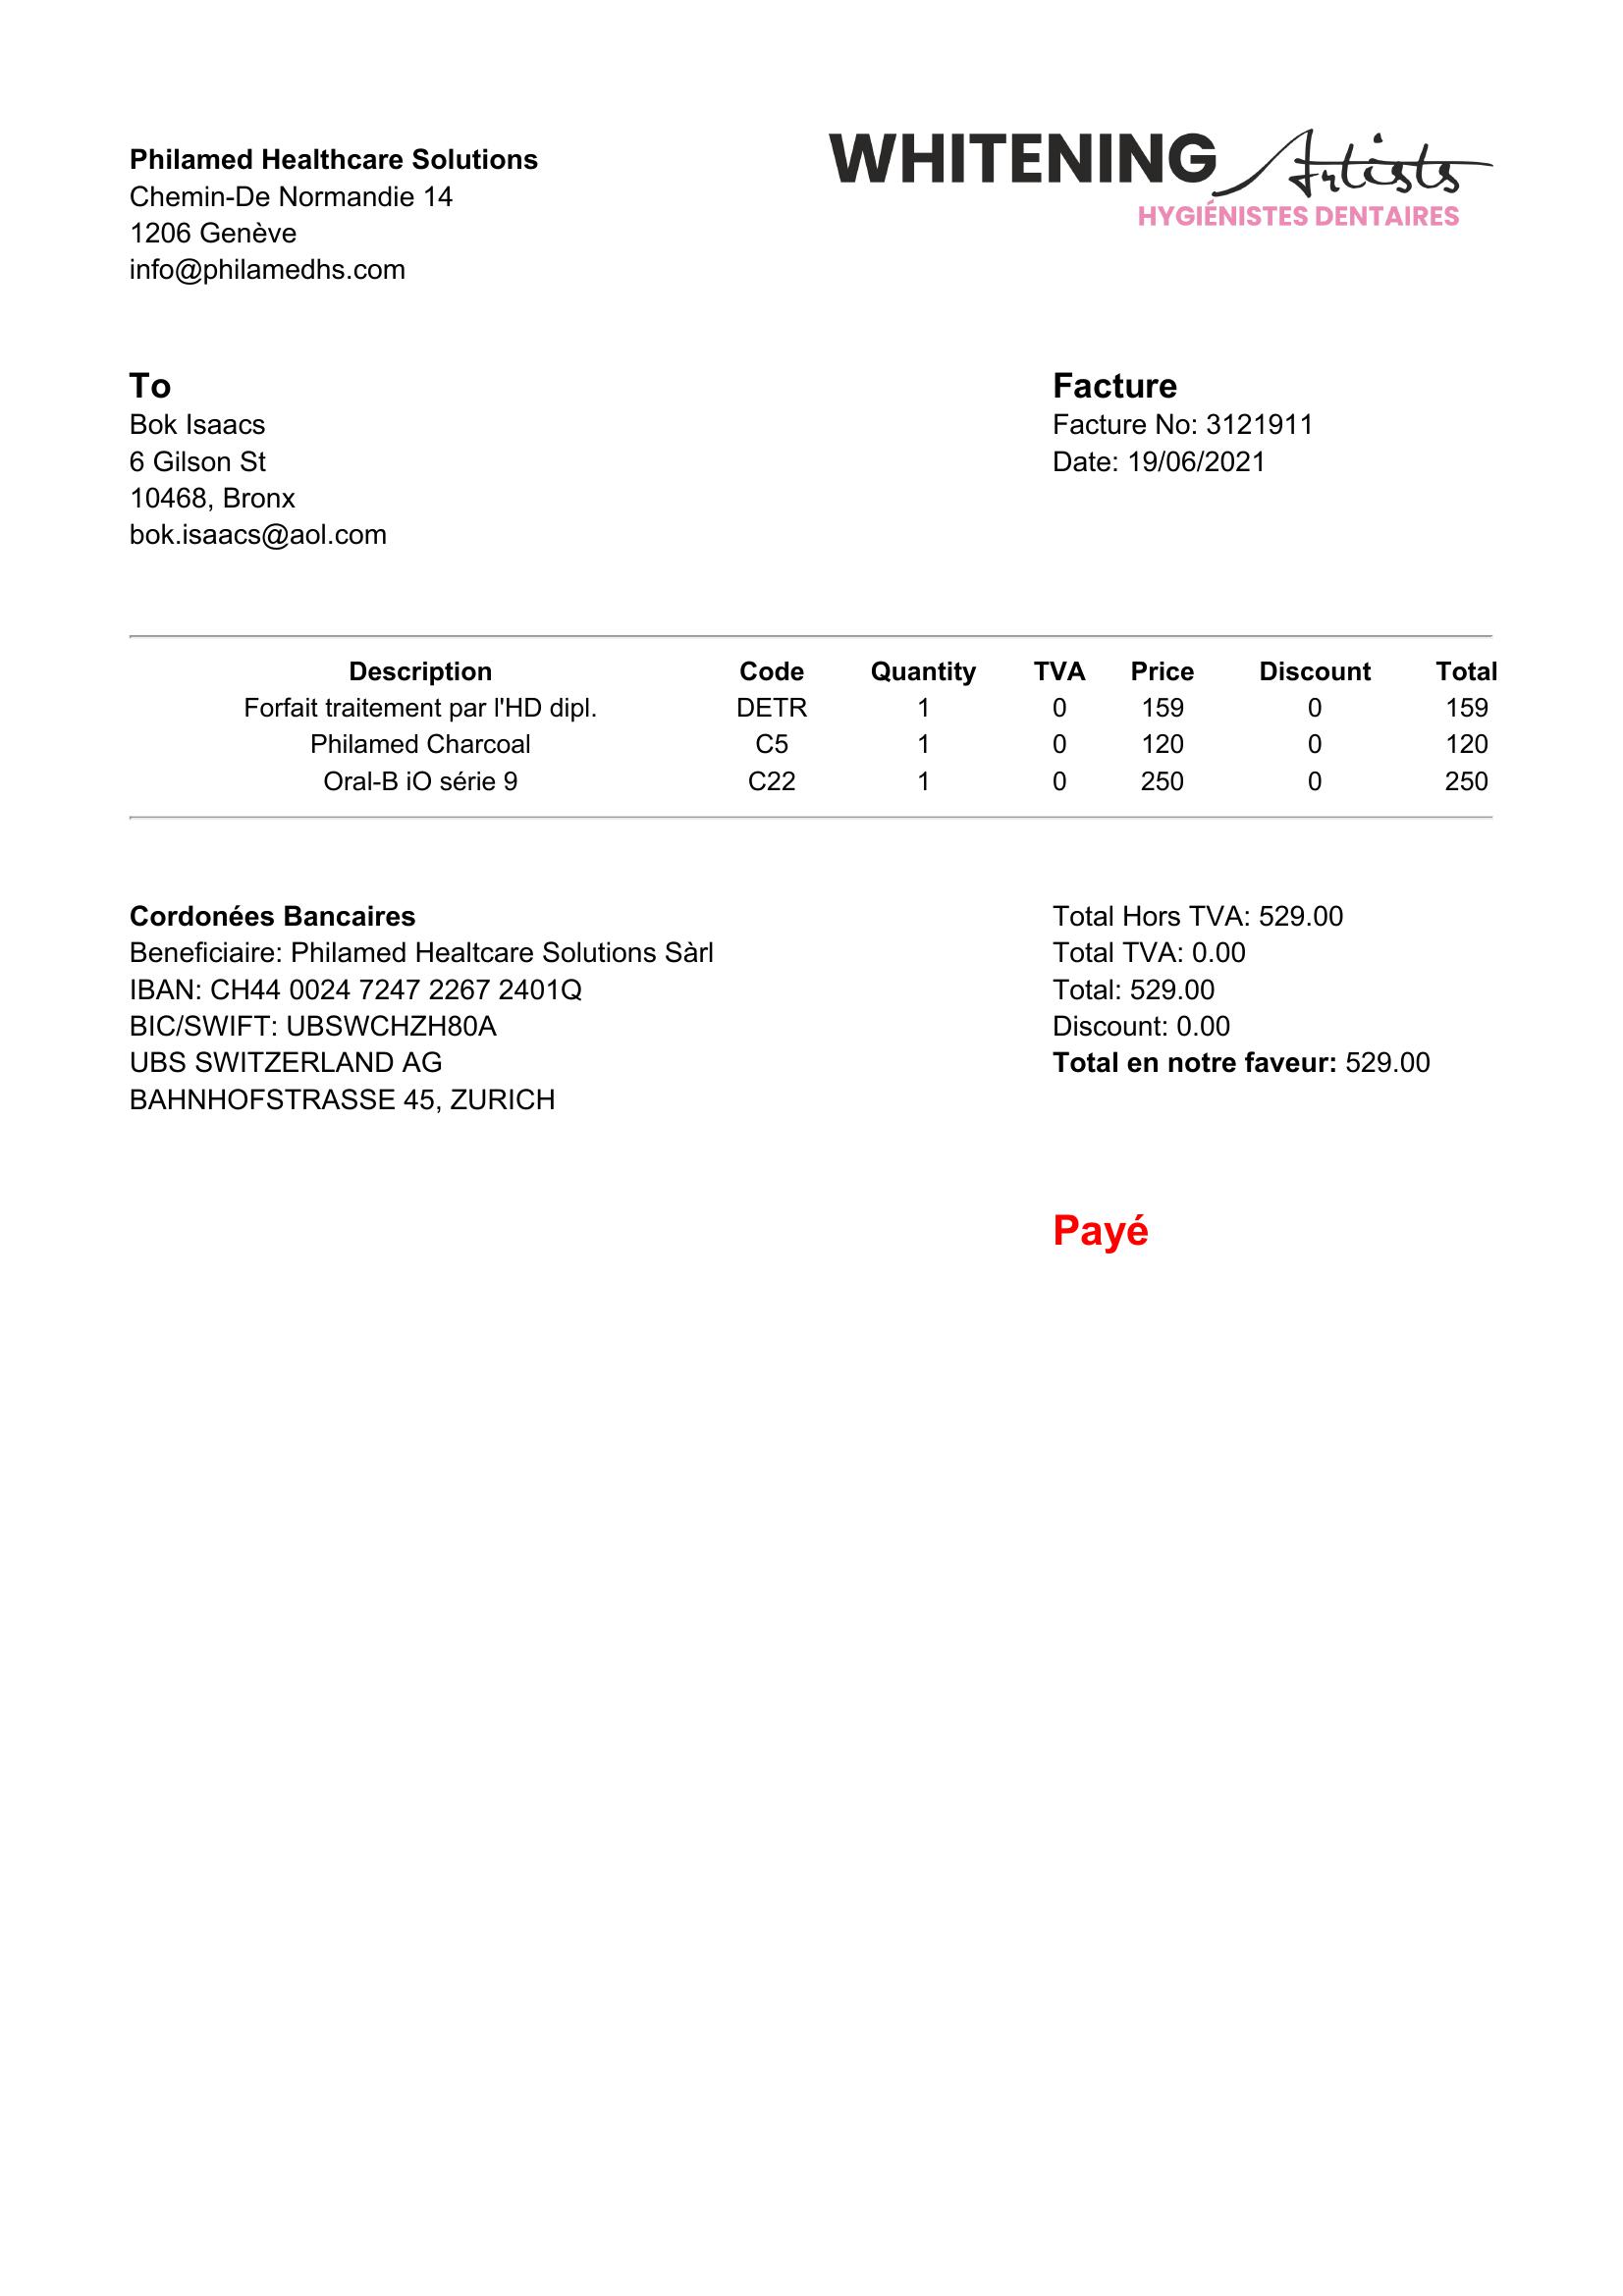 Philamed Healthcare Solutions
Chemin-De Normandie 14
1206 Genève
info@philamedhs.com
WHITENING Artists
HYGIÉNISTES DENTAIRES
To
Bok Isaacs
6 Gilson St
10468, Bronx
bok.isaacs@aol.com
Facture
Facture No: 3121911
Date: 19/06/2021
Description Code Quantity TVA Price Discount Total
Forfait traitement par l'HD dipl. DETR 1 0 159 0 159
Philamed Charcoal C5 1 0 120 0 120
Oral-B iO série 9 C22 1 0 250 0 250
Cordonées Bancaires
Beneficiaire: Philamed Healtcare Solutions Sàrl
IBAN: CH44 0024 7247 2267 2401Q
BIC/SWIFT: UBSWCHZH80A
UBS SWITZERLAND AG
BAHNHOFSTRASSE 45, ZURICH
Total Hors TVA: 529.00
Total TVA: 0.00
Total: 529.00
Discount: 0.00
Total en notre faveur: 529.00
Payé